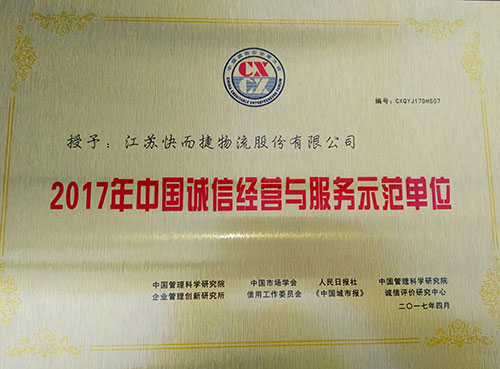 CX
CX
编号：CXQYJ17DH507
授予：江苏快而捷物流股份有限公司
2017年中国诚信经营与服务示范单位
中国管理科学研究院
企业管理创新研究所
中国市场学会
信用工作委员会
人民日报社
《中国城市报》
中国管理科学研究院
诚信评价研究中心
二〇一七年四月